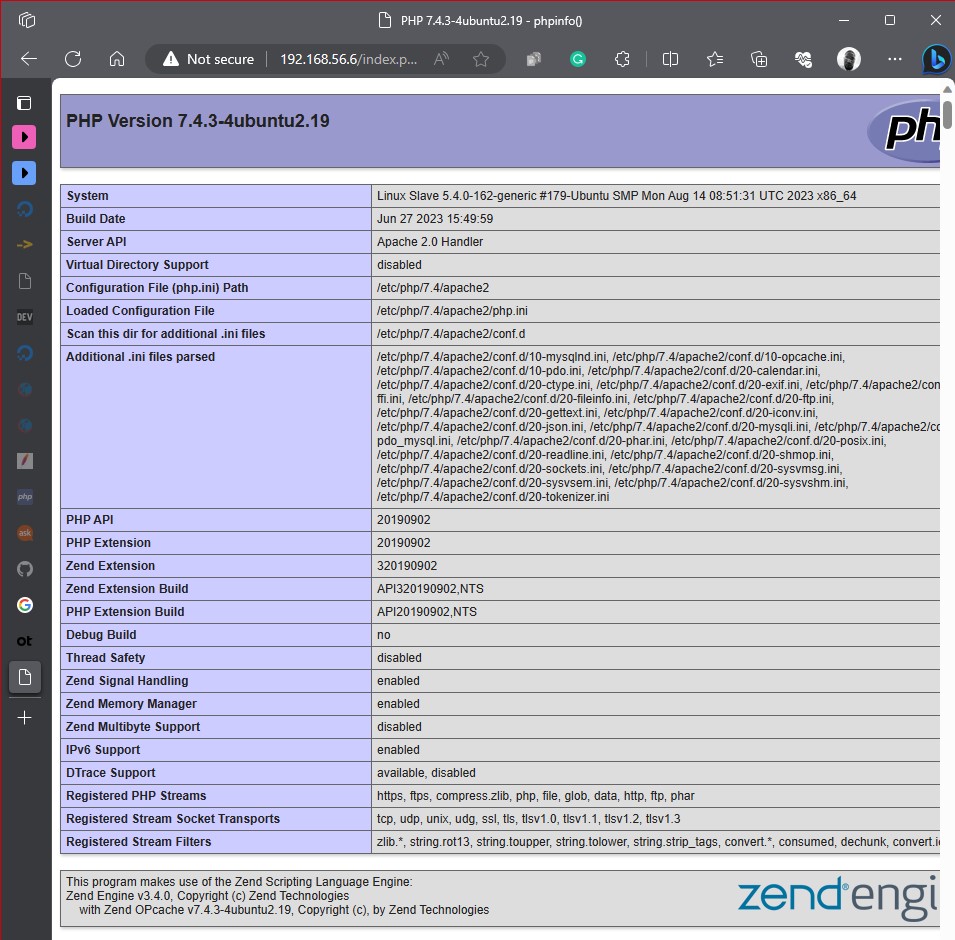 PHP 7.4.3-4ubuntu2.19 - phpinfo()
Not secure 192.168.56.6/index.p...
PHP Version 7.4.3-4ubuntu2.19
ph
System Linux Slave 5.4.0-162-generic #179-Ubuntu SMP Mon Aug 14 08:51:31 UTC 2023 x86_64
Build Date Jun 27 2023 15:49:59
Server API Apache 2.0 Handler
Virtual Directory Support disabled
Configuration File (php.ini) Path /etc/php/7.4/apache2
Loaded Configuration File /etc/php/7.4/apache2/php.ini
Scan this dir for additional .ini files /etc/php/7.4/apache2/conf.d
Additional .ini files parsed /etc/php/7.4/apache2/conf.d/10-mysqlnd.ini, /etc/php/7.4/apache2/conf.d/10-opcache.ini,
/etc/php/7.4/apache2/conf.d/10-pdo.ini, /etc/php/7.4/apache2/conf.d/20-calendar.ini,
/etc/php/7.4/apache2/conf.d/20-ctype.ini, /etc/php/7.4/apache2/conf.d/20-exif.ini, /etc/php/7.4/apache2/con
ffi.ini, /etc/php/7.4/apache2/conf.d/20-fileinfo.ini, /etc/php/7.4/apache2/conf.d/20-ftp.ini,
/etc/php/7.4/apache2/conf.d/20-gettext.ini, /etc/php/7.4/apache2/conf.d/20-iconv.ini,
/etc/php/7.4/apache2/conf.d/20-json.ini, /etc/php/7.4/apache2/conf.d/20-mysqli.ini, /etc/php/7.4/apache2/co
pdo_mysql.ini, /etc/php/7.4/apache2/conf.d/20-phar.ini, /etc/php/7.4/apache2/conf.d/20-posix.ini,
/etc/php/7.4/apache2/conf.d/20-readline.ini, /etc/php/7.4/apache2/conf.d/20-shmop.ini,
/etc/php/7.4/apache2/conf.d/20-sockets.ini, /etc/php/7.4/apache2/conf.d/20-sysvmsg.ini,
/etc/php/7.4/apache2/conf.d/20-sysvsem.ini, /etc/php/7.4/apache2/conf.d/20-sysvshm.ini,
/etc/php/7.4/apache2/conf.d/20-tokenizer.ini
PHP API 20190902
PHP Extension 20190902
Zend Extension 320190902
Zend Extension Build API320190902,NTS
PHP Extension Build API20190902,NTS
Debug Build no
Thread Safety disabled
Zend Signal Handling enabled
Zend Memory Manager enabled
Zend Multibyte Support disabled
IPv6 Support enabled
DTrace Support available, disabled
Registered PHP Streams https, ftps, compress.zlib, php, file, glob, data, http, ftp, phar
Registered Stream Socket Transports tcp, udp, unix, udg, ssl, tls, tlsv1.0, tlsv1.1, tlsv1.2, tlsv1.3
Registered Stream Filters zlib.*, string.rot13, string.toupper, string.tolower, string.strip_tags, convert.*, consumed, dechunk, convert.ic
This program makes use of the Zend Scripting Language Engine:
Zend Engine v3.4.0, Copyright (c) Zend Technologies
with Zend OPcache v7.4.3-4ubuntu2.19, Copyright (c), by Zend Technologies
zend® engi
DEV
php
ask
ot